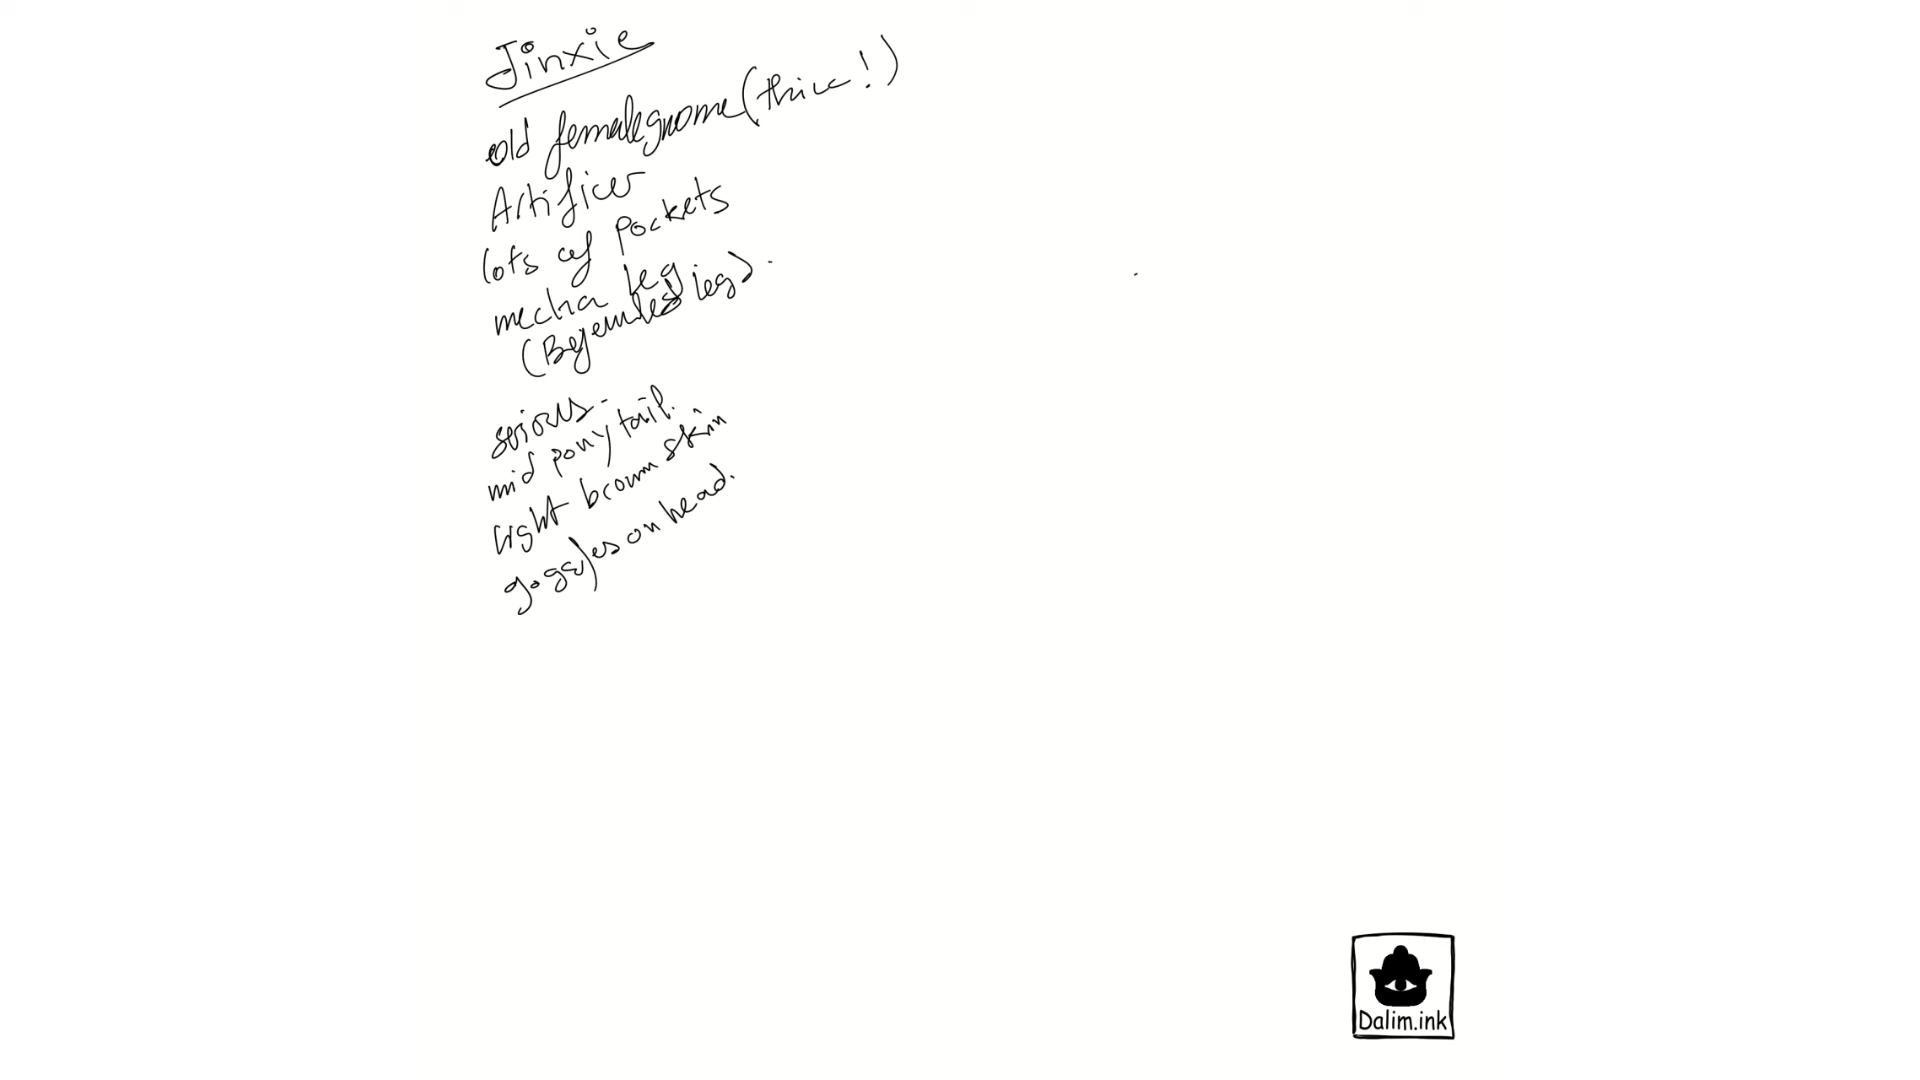 Jinxie
old female gnome (thicc!)
Artificer
lots of pockets
mecha leg
(Bejeweled leg).
serious.
mid pony tail.
light brown skin
goggles on head.
Dalim.ink